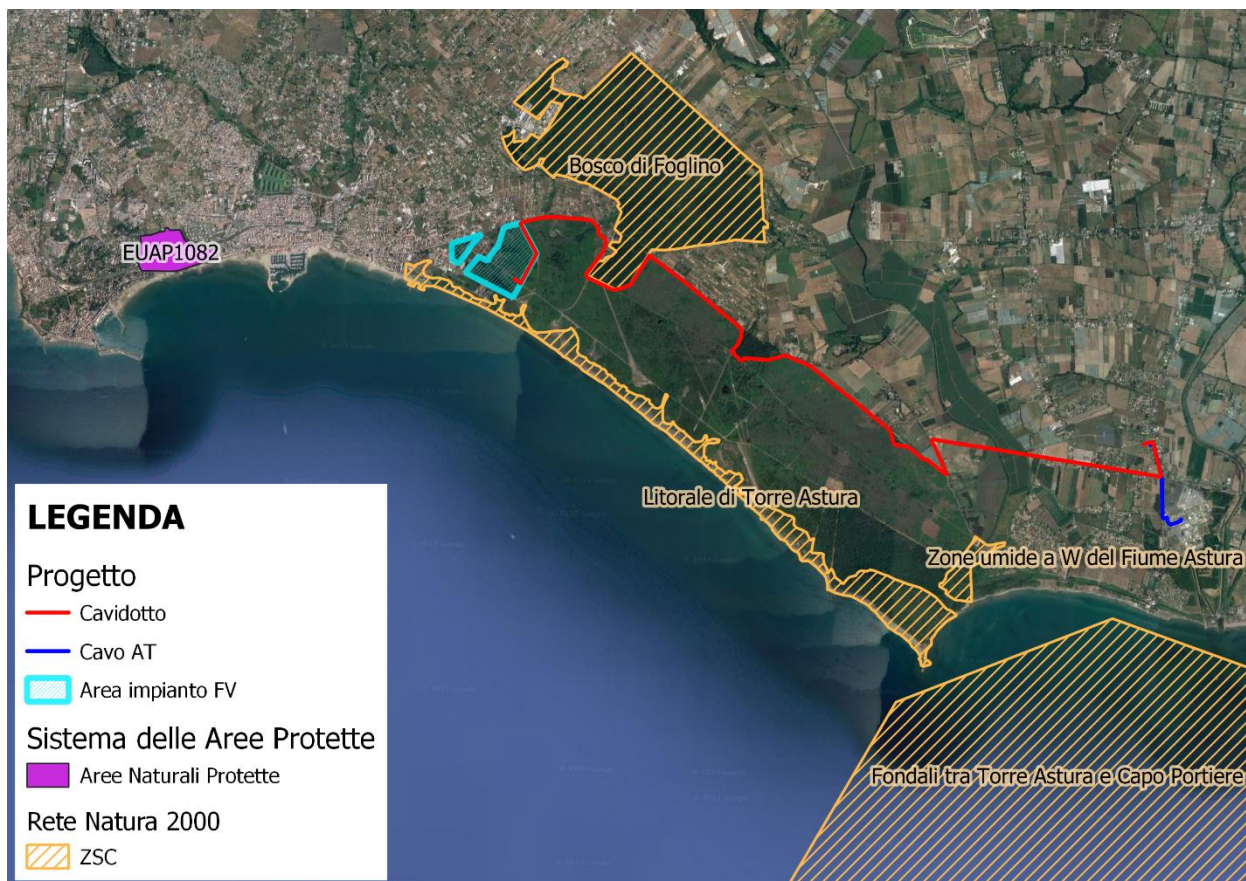 Bosco di Foglino
EUAP1082
Litorale di Torre Astura
Zone umide a W del Fiume Astura
Fondali tra Torre Astura e Capo Portiere
LEGENDA
Progetto
Cavidotto
Cavo AT
Area impianto FV
Sistema delle Aree Protette
Aree Naturali Protette
Rete Natura 2000
ZSC